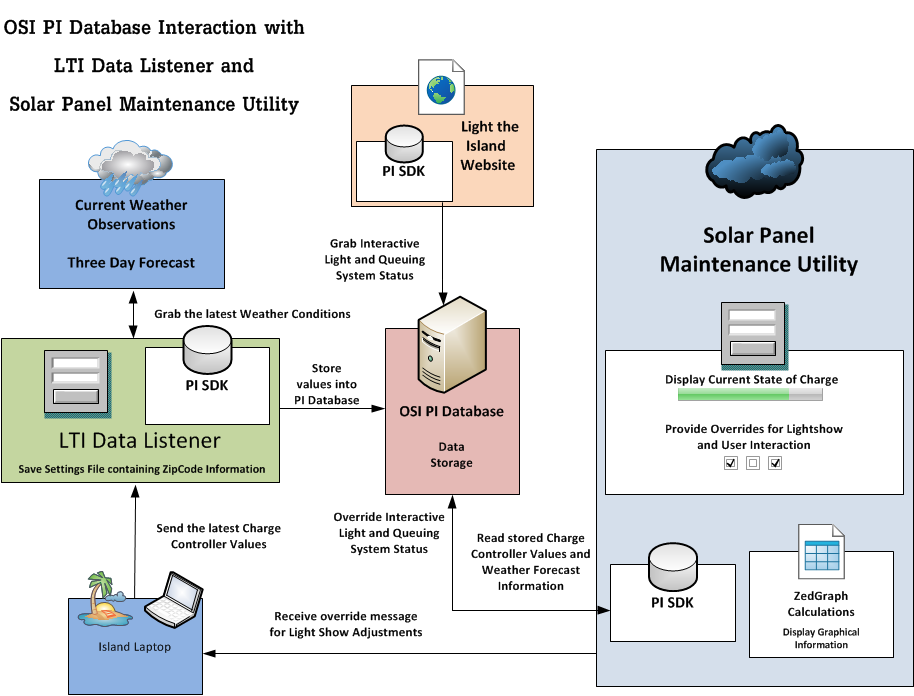 OSI PI Database Interaction with
LTI Data Listener and
Solar Panel Maintenance Utility
Light the
Island
Website
PI SDK
Current Weather
Observations
Three Day Forecast
Grab Interactive
Light and Queuing
System Status
Solar Panel
Maintenance Utility
Grab the latest Weather Conditions
PI SDK
LTI Data Listener
Save Settings File containing ZipCode Information
Store
values into
PI Database
OSI PI Database
Data
Storage
Display Current State of Charge
Provide Overrides for Lightshow
and User Interaction
Send the latest Charge
Controller Values
Override Interactive
Light and Queuing
System Status
Read stored Charge
Controller Values and
Weather Forecast
Information
PI SDK
ZedGraph
Calculations
Display Graphical
Information
Island Laptop
Receive override message
for Light Show Adjustments